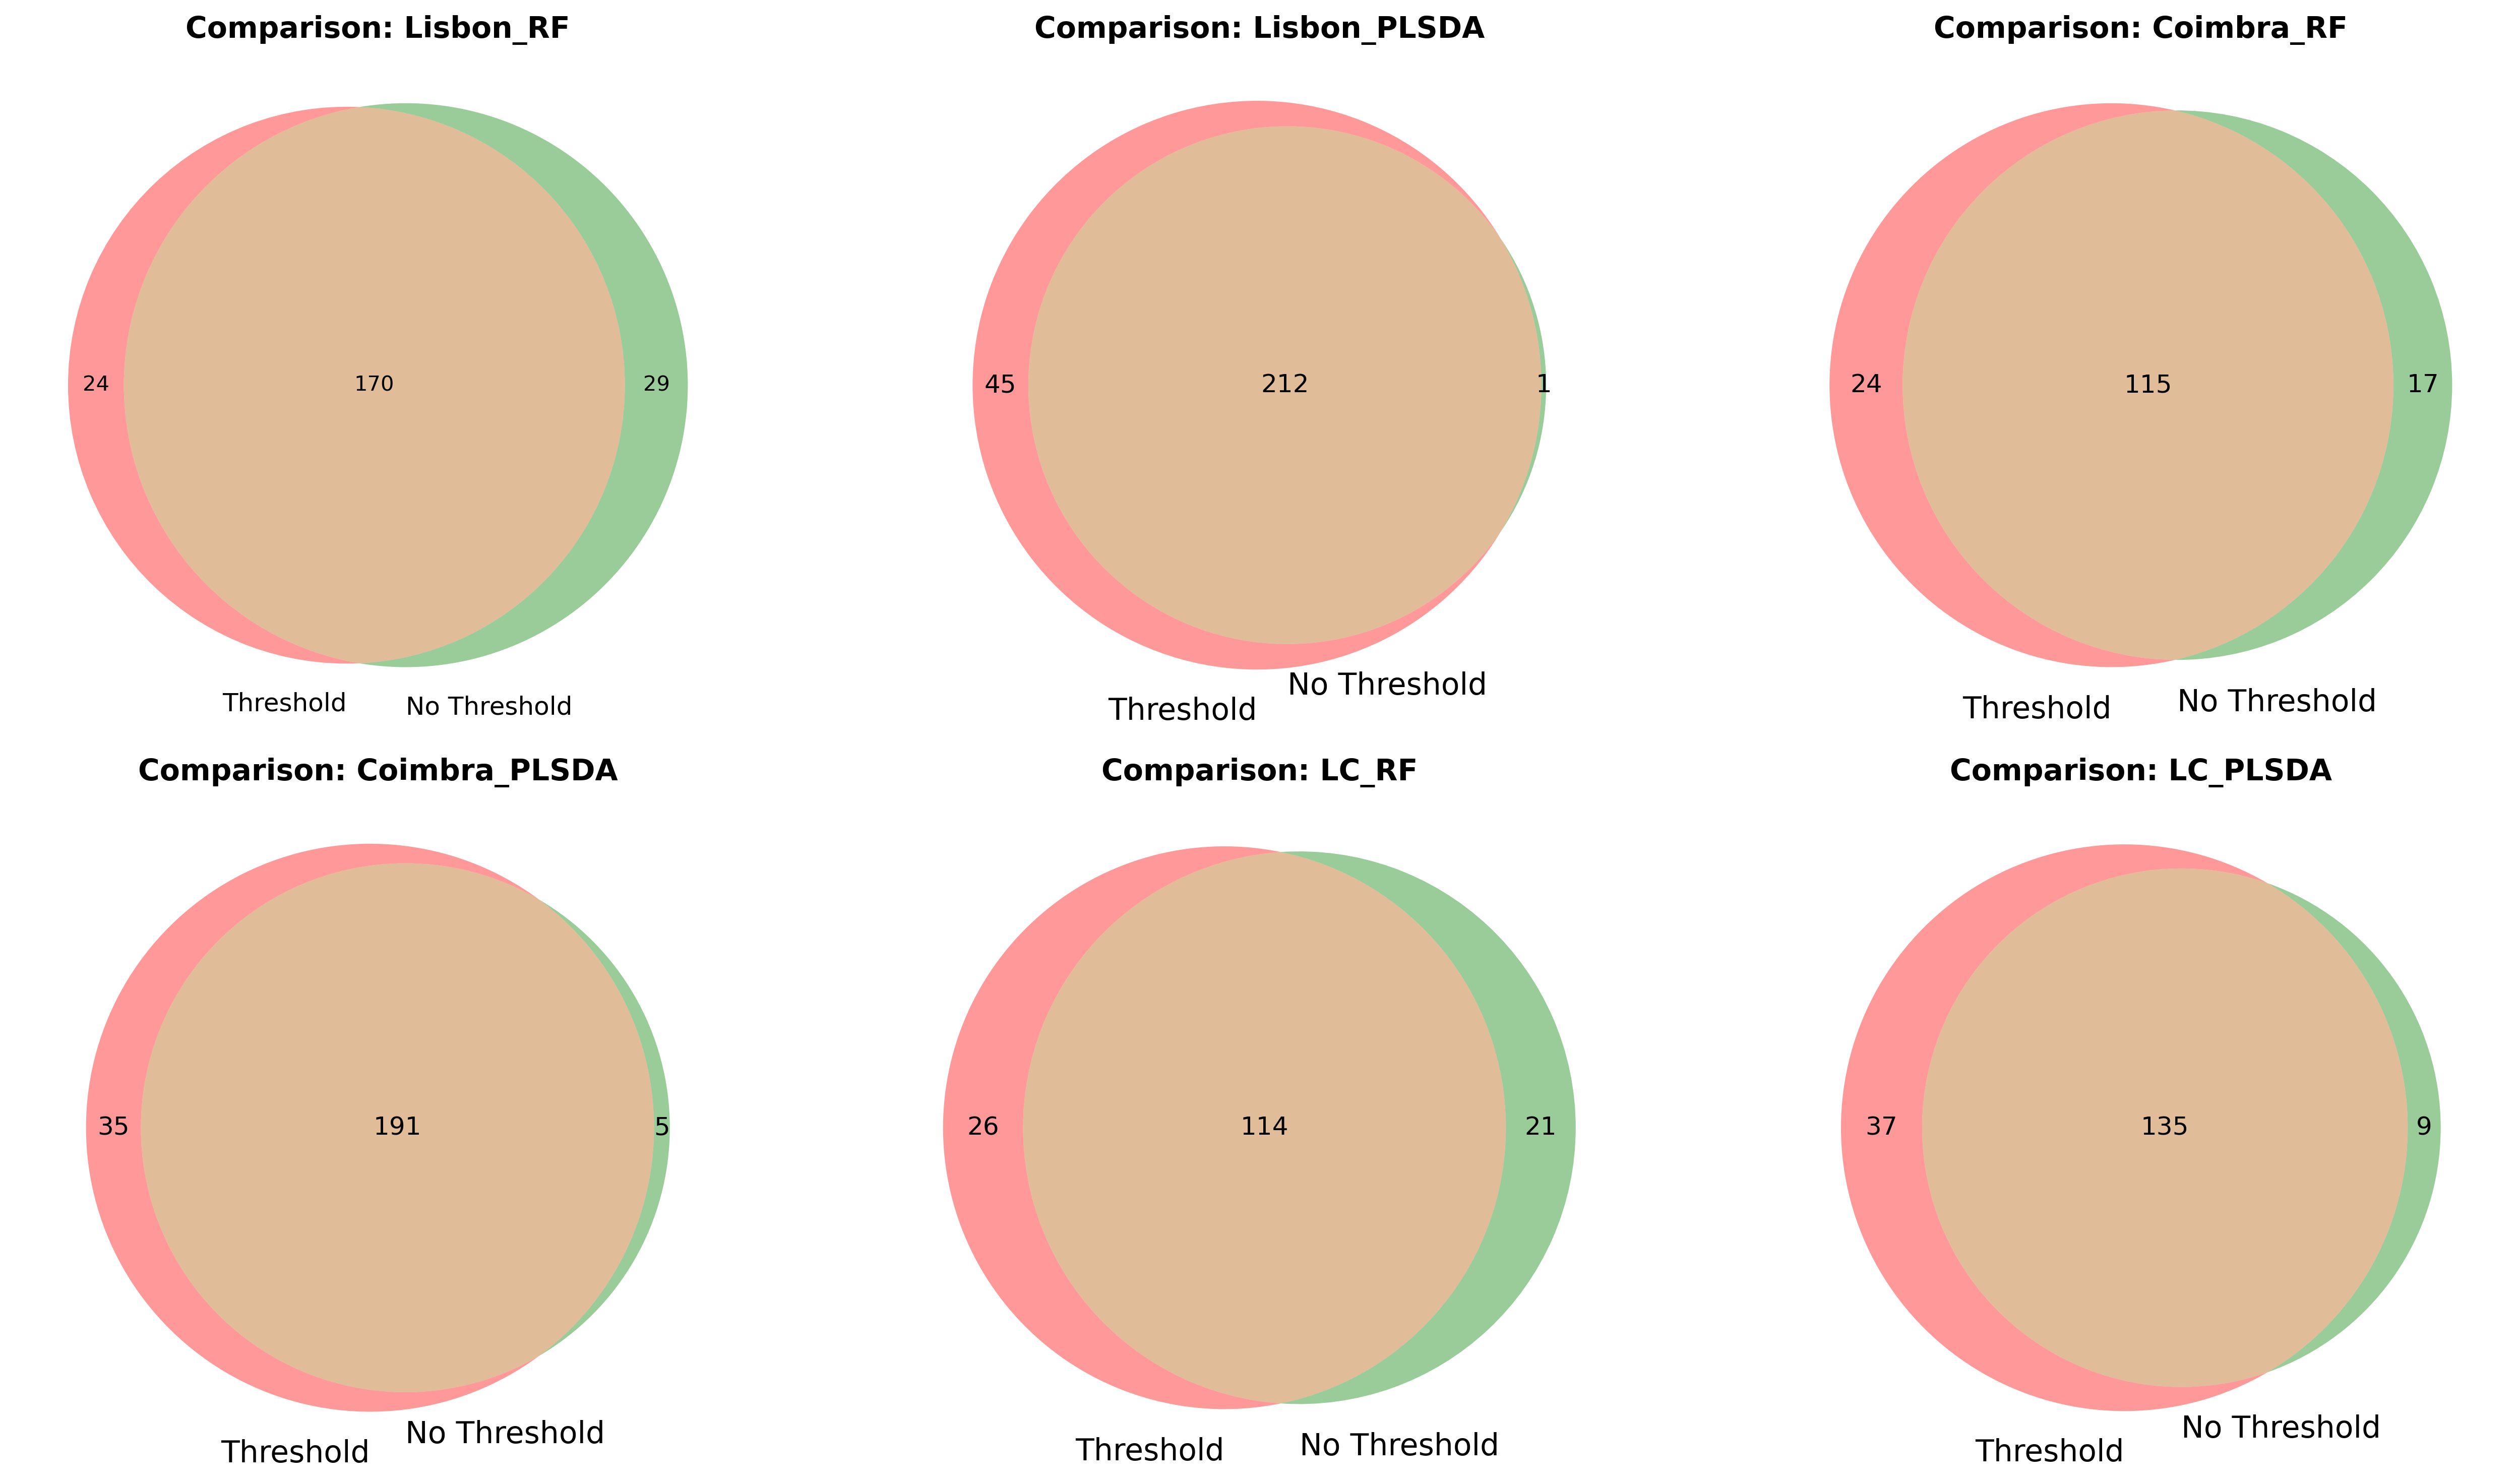 Comparison: Lisbon_RF
24
170
29
Threshold
No Threshold
Comparison: Lisbon_PLSDA
45
212
1
Threshold
No Threshold
Comparison: Coimbra_RF
24
115
17
Threshold
No Threshold
Comparison: Coimbra_PLSDA
35
191
5
Threshold
No Threshold
Comparison: LC_RF
26
114
21
Threshold
No Threshold
Comparison: LC_PLSDA
37
135
9
Threshold
No Threshold